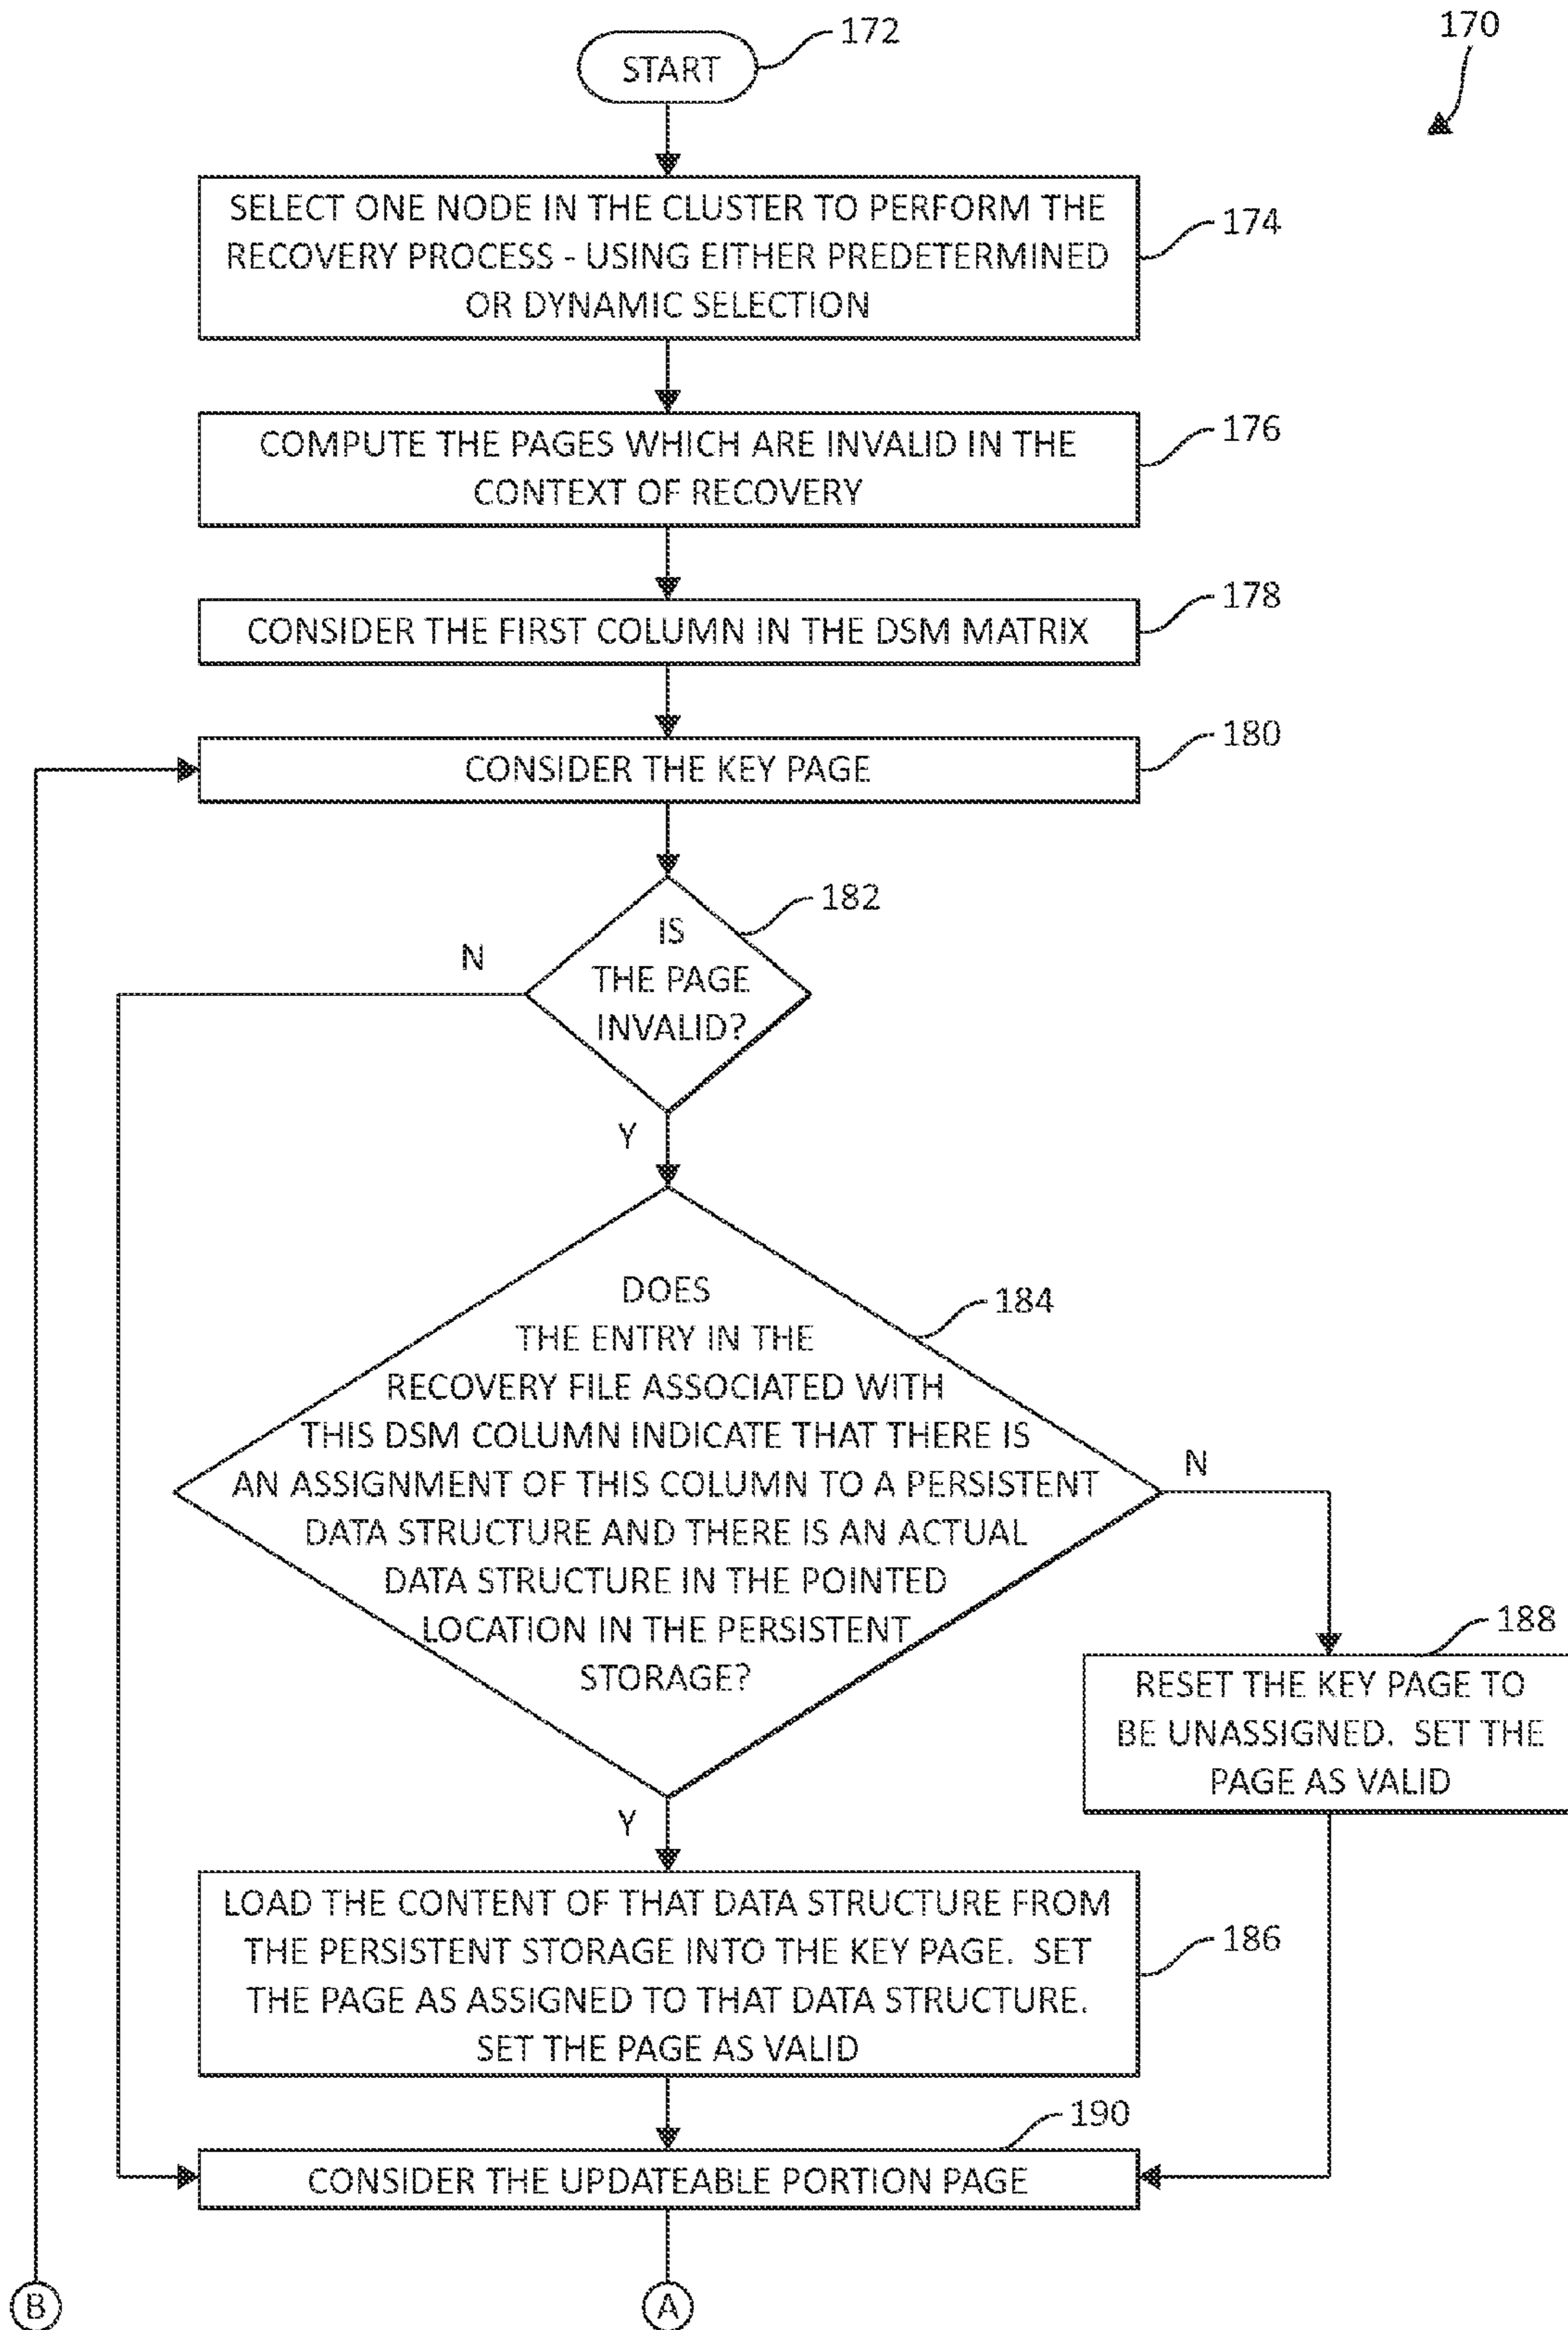 170
172
START
SELECT ONE NODE IN THE CLUSTER TO PERFORM THE
RECOVERY PROCESS - USING EITHER PREDETERMINED
OR DYNAMIC SELECTION
174
COMPUTE THE PAGES WHICH ARE INVALID IN THE
CONTEXT OF RECOVERY
176
CONSIDER THE FIRST COLUMN IN THE DSM MATRIX
178
CONSIDER THE KEY PAGE
180
IS
THE PAGE
INVALID?
182
N
Y
DOES
THE ENTRY IN THE
RECOVERY FILE ASSOCIATED WITH
THIS DSM COLUMN INDICATE THAT THERE IS
AN ASSIGNMENT OF THIS COLUMN TO A PERSISTENT
DATA STRUCTURE AND THERE IS AN ACTUAL
DATA STRUCTURE IN THE POINTED
LOCATION IN THE PERSISTENT
STORAGE?
184
N
Y
188
RESET THE KEY PAGE TO
BE UNASSIGNED. SET THE
PAGE AS VALID
LOAD THE CONTENT OF THAT DATA STRUCTURE FROM
THE PERSISTENT STORAGE INTO THE KEY PAGE. SET
THE PAGE AS ASSIGNED TO THAT DATA STRUCTURE.
SET THE PAGE AS VALID
186
190
CONSIDER THE UPDATEABLE PORTION PAGE
B
A